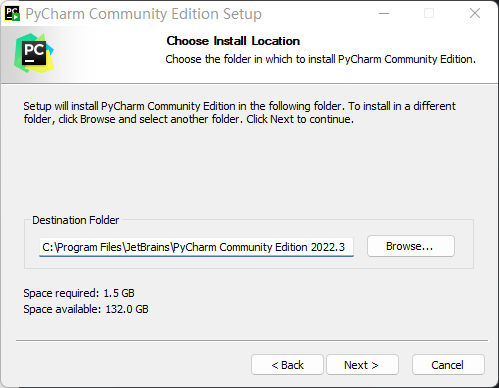 PC
PyCharm Community Edition Setup
PC
Choose Install Location
Choose the folder in which to install PyCharm Community Edition.
Setup will install PyCharm Community Edition in the following folder. To install in a different
folder, click Browse and select another folder. Click Next to continue.
Destination Folder
C:\Program Files\JetBrains\PyCharm Community Edition 2022.3
Browse...
Space required: 1.5 GB
Space available: 132.0 GB
< Back
Next >
Cancel